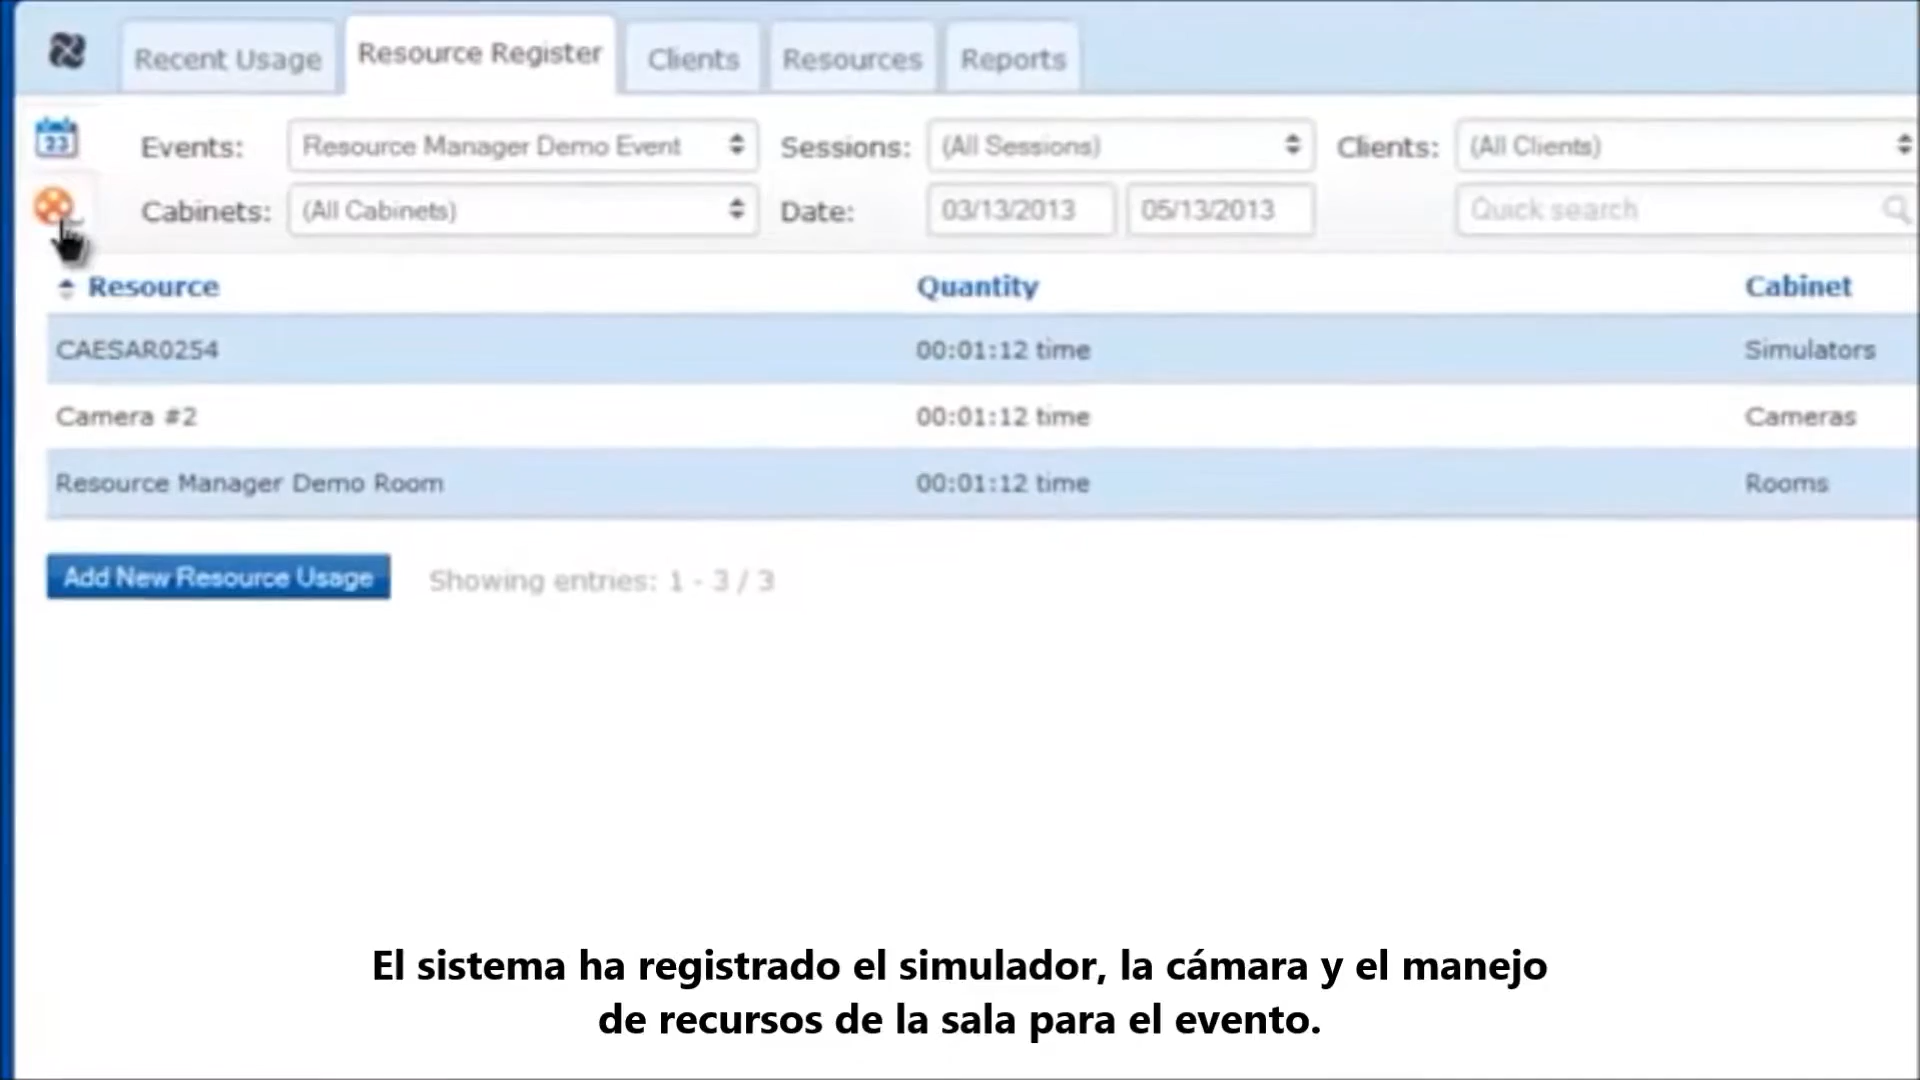 Recent Usage Resource Register Clients Resources Reports
23 Events: Resource Manager Demo Event Sessions: (All Sessions) Clients: (All Clients)
Cabinets: (All Cabinets) Date: 03/13/2013 05/13/2013 Quick search
Resource Quantity Cabinet
CAESAR0254 00:01:12 time Simulators
Camera #2 00:01:12 time Cameras
Resource Manager Demo Room 00:01:12 time Rooms
Add New Resource Usage Showing entries: 1 - 3 / 3
El sistema ha registrado el simulador, la cámara y el manejo
de recursos de la sala para el evento.